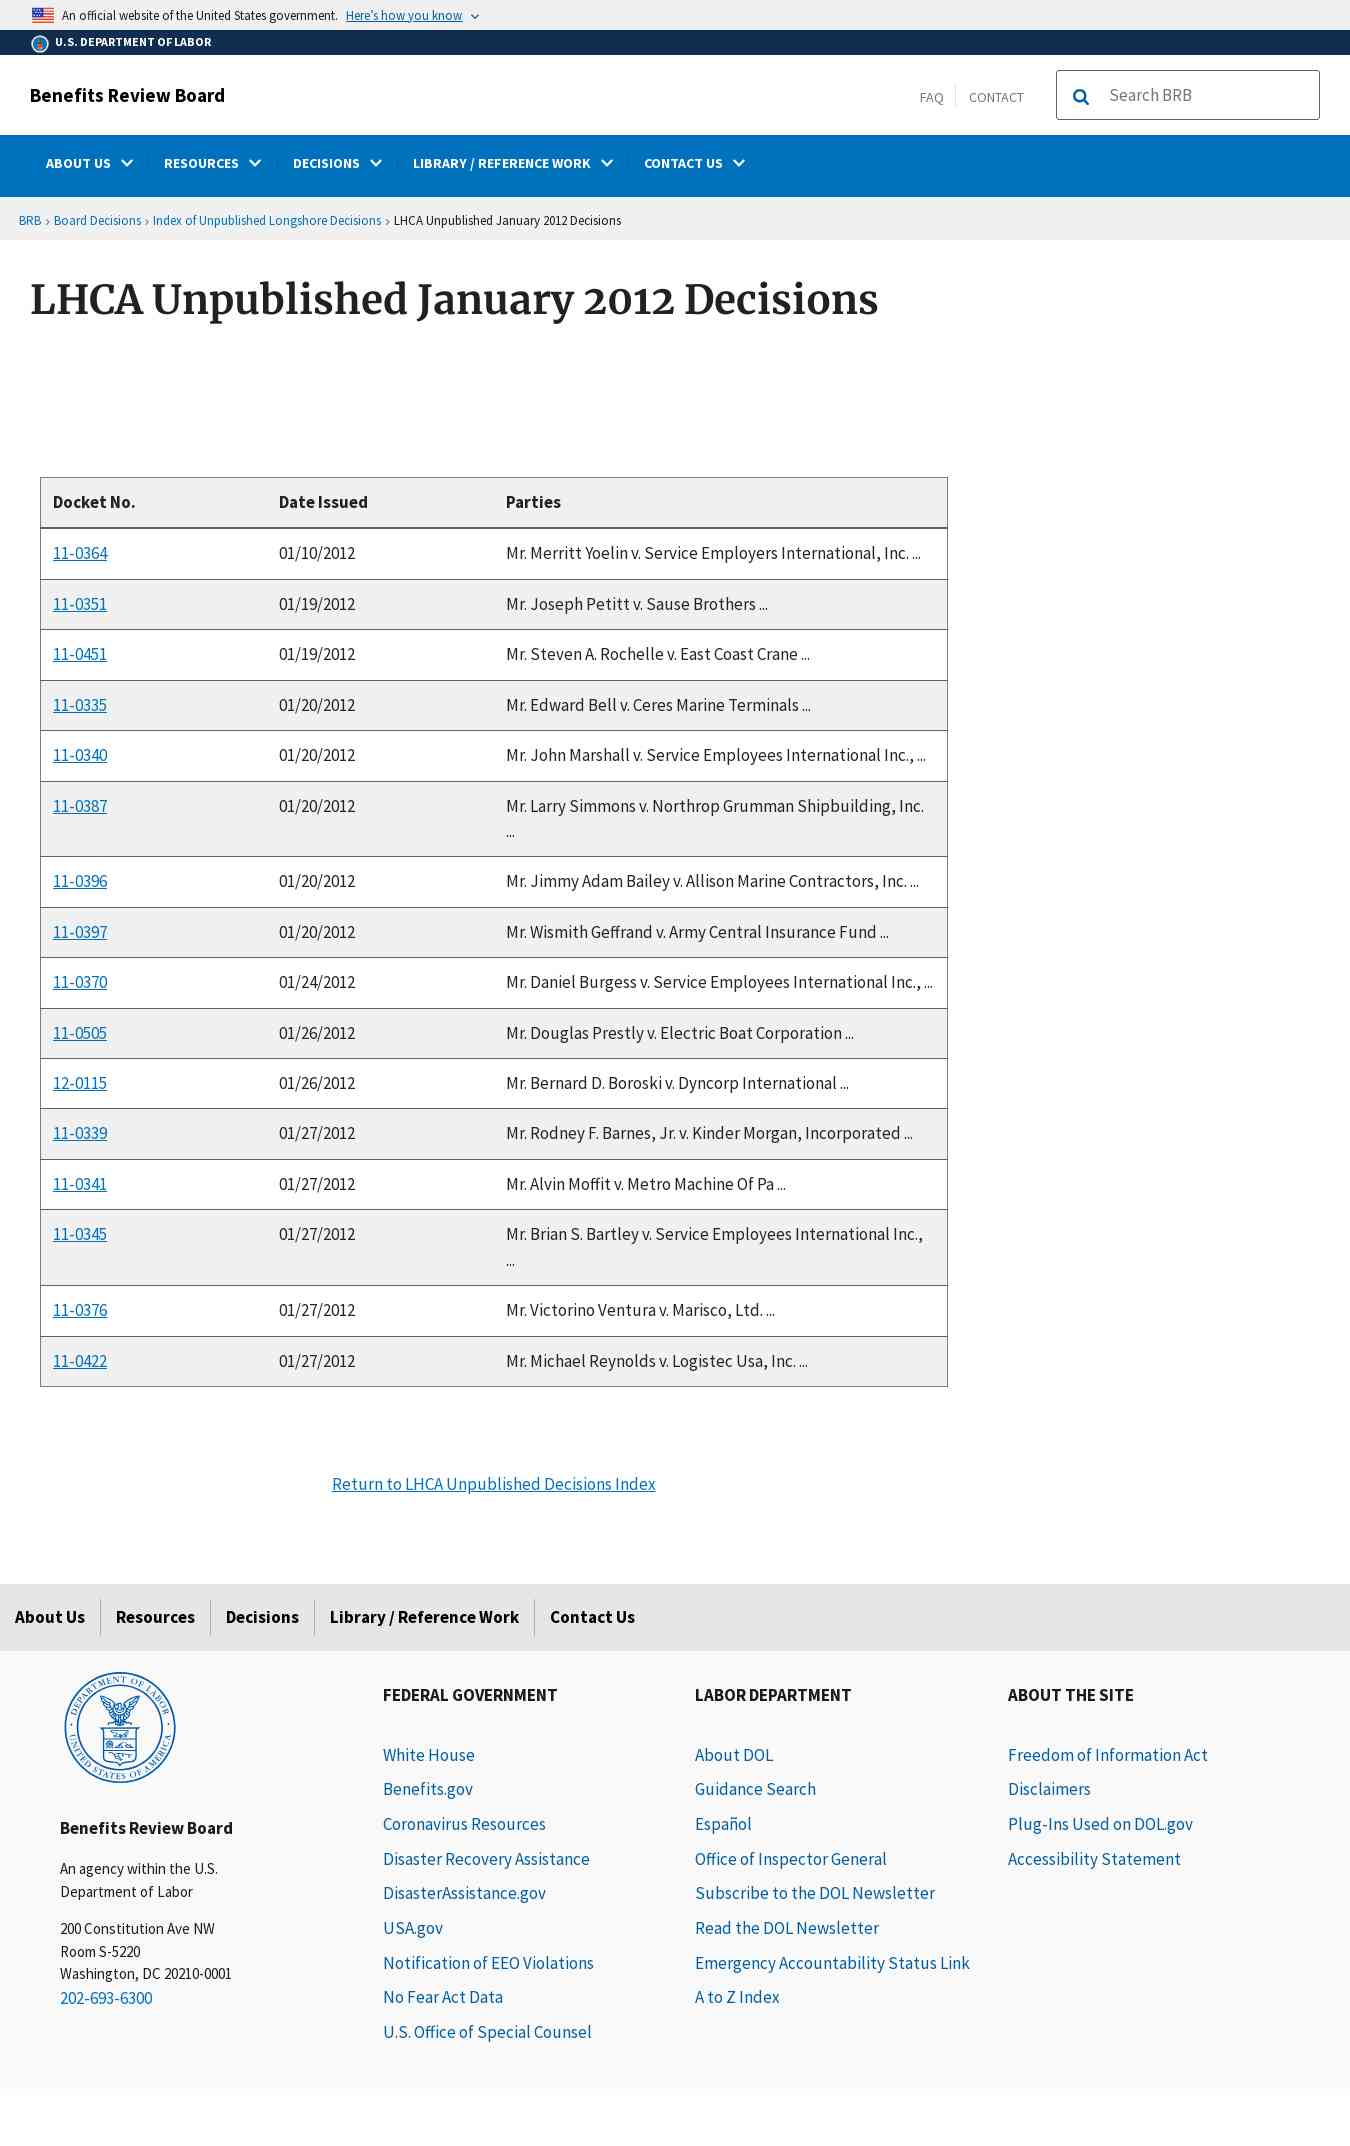 An official website of the United States government. Here's how you know
U.S. DEPARTMENT OF LABOR
Benefits Review Board
FAQ
CONTACT
Search BRB
ABOUT US
RESOURCES
DECISIONS
LIBRARY / REFERENCE WORK
CONTACT US
BRB › Board Decisions › Index of Unpublished Longshore Decisions › LHCA Unpublished January 2012 Decisions
LHCA Unpublished January 2012 Decisions
Docket No. Date Issued Parties
11-0364 01/10/2012 Mr. Merritt Yoelin v. Service Employers International, Inc. ...
11-0351 01/19/2012 Mr. Joseph Petitt v. Sause Brothers ...
11-0451 01/19/2012 Mr. Steven A. Rochelle v. East Coast Crane ...
11-0335 01/20/2012 Mr. Edward Bell v. Ceres Marine Terminals ...
11-0340 01/20/2012 Mr. John Marshall v. Service Employees International Inc., ...
11-0387 01/20/2012 Mr. Larry Simmons v. Northrop Grumman Shipbuilding, Inc.
...
11-0396 01/20/2012 Mr. Jimmy Adam Bailey v. Allison Marine Contractors, Inc. ...
11-0397 01/20/2012 Mr. Wismith Geffrand v. Army Central Insurance Fund ...
11-0370 01/24/2012 Mr. Daniel Burgess v. Service Employees International Inc., ...
11-0505 01/26/2012 Mr. Douglas Prestly v. Electric Boat Corporation ...
12-0115 01/26/2012 Mr. Bernard D. Boroski v. Dyncorp International ...
11-0339 01/27/2012 Mr. Rodney F. Barnes, Jr. v. Kinder Morgan, Incorporated ...
11-0341 01/27/2012 Mr. Alvin Moffit v. Metro Machine Of Pa ...
11-0345 01/27/2012 Mr. Brian S. Bartley v. Service Employees International Inc.,
...
11-0376 01/27/2012 Mr. Victorino Ventura v. Marisco, Ltd. ...
11-0422 01/27/2012 Mr. Michael Reynolds v. Logistec Usa, Inc. ...
Return to LHCA Unpublished Decisions Index
About Us
Resources
Decisions
Library / Reference Work
Contact Us
DEPARTMENT OF LABOR
UNITED STATES OF AMERICA
Benefits Review Board
An agency within the U.S.
Department of Labor
200 Constitution Ave NW
Room S-5220
Washington, DC 20210-0001
202-693-6300
FEDERAL GOVERNMENT
White House
Benefits.gov
Coronavirus Resources
Disaster Recovery Assistance
DisasterAssistance.gov
USA.gov
Notification of EEO Violations
No Fear Act Data
U.S. Office of Special Counsel
LABOR DEPARTMENT
About DOL
Guidance Search
Español
Office of Inspector General
Subscribe to the DOL Newsletter
Read the DOL Newsletter
Emergency Accountability Status Link
A to Z Index
ABOUT THE SITE
Freedom of Information Act
Disclaimers
Plug-Ins Used on DOL.gov
Accessibility Statement